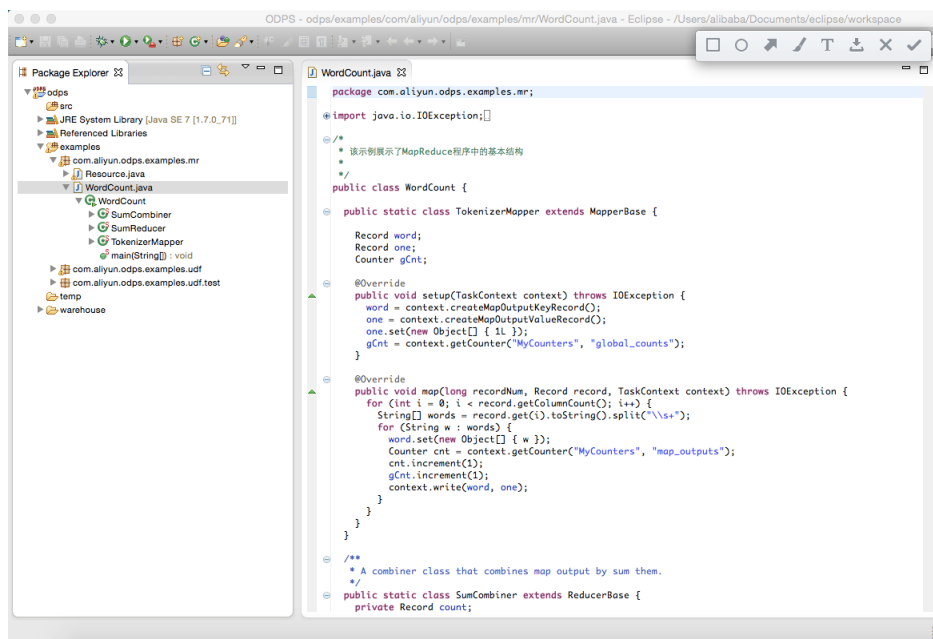 ODPS - odps/examples/com/aliyun/odps/examples/mr/WordCount.java - Eclipse - /Users/alibaba/Documents/eclipse/workspace
Package Explorer
odps
src
JRE System Library [Java SE 7 [1.7.0_71]]
Referenced Libraries
examples
com.aliyun.odps.examples.mr
Resource.java
WordCount.java
WordCount
SumCombiner
SumReducer
TokenizerMapper
main(String[]) : void
com.aliyun.odps.examples.udf
com.aliyun.odps.examples.udf.test
temp
warehouse
WordCount.java
package com.aliyun.odps.examples.mr;
import java.io.IOException;
/*
* 该示例展示了MapReduce程序中的基本结构
*
*/
public class WordCount {
public static class TokenizerMapper extends MapperBase {
Record word;
Record one;
Counter gCnt;
@Override
public void setup(TaskContext context) throws IOException {
word = context.createMapOutputKeyRecord();
one = context.createMapOutputValueRecord();
one.set(new Object[] { 1L });
gCnt = context.getCounter("MyCounters", "global_counts");
}
@Override
public void map(long recordNum, Record record, TaskContext context) throws IOException {
for (int i = 0; i < record.getColumnCount(); i++) {
String[] words = record.get(i).toString().split("\\s+");
for (String w : words) {
word.set(new Object[] { w });
Counter cnt = context.getCounter("MyCounters", "map_outputs");
cnt.increment(1);
gCnt.increment(1);
context.write(word, one);
}
}
}
}
/**
* A combiner class that combines map output by sum them.
*/
public static class SumCombiner extends ReducerBase {
private Record count;